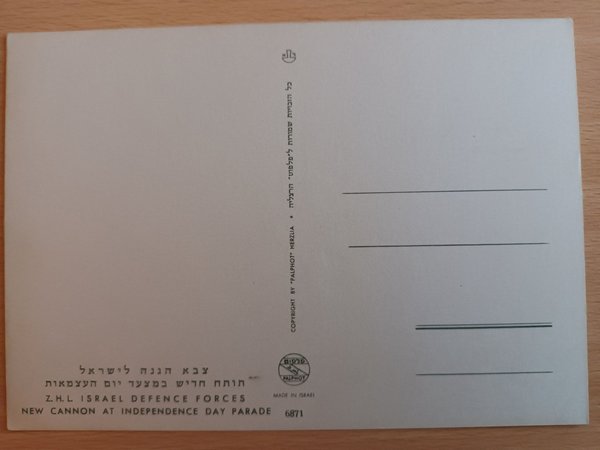 צבא הגנה לישראל
תותח חדיש במצעד יום העצמאות
Z.H.L. ISRAEL DEFENCE FORCES
NEW CANNON AT INDEPENDENCE DAY PARADE
6871
COPYRIGHT BY "PALPHOT" HERZLIA • כל הזכויות שמורות ל"פלפוט" הרצליה
PALPHOT
MADE IN ISRAEL